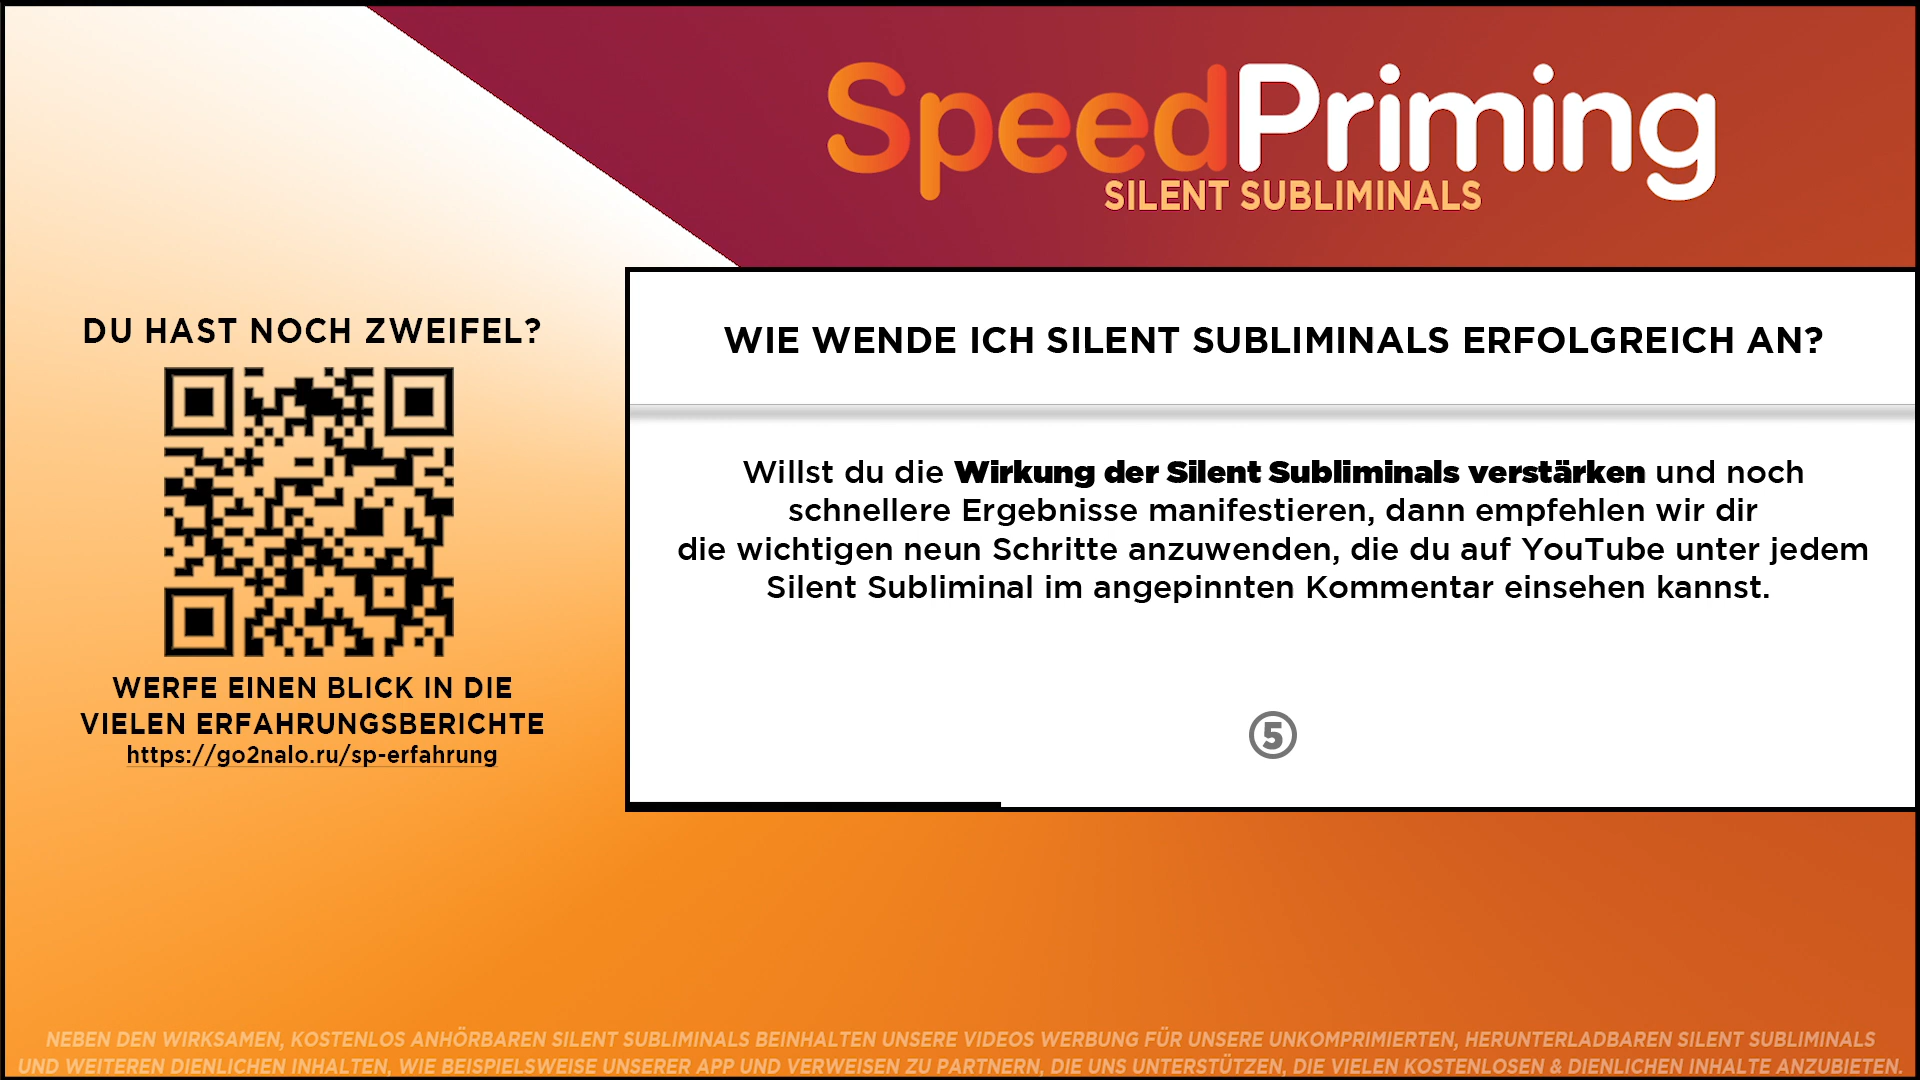 SpeedPriming
SILENT SUBLIMINALS
DU HAST NOCH ZWEIFEL?
WERFE EINEN BLICK IN DIE
VIELEN ERFAHRUNGSBERICHTE
https://go2nalo.ru/sp-erfahrung
WIE WENDE ICH SILENT SUBLIMINALS ERFOLGREICH AN?
Willst du die Wirkung der Silent Subliminals verstärken und noch
schnellere Ergebnisse manifestieren, dann empfehlen wir dir
die wichtigen neun Schritte anzuwenden, die du auf YouTube unter jedem
Silent Subliminal im angepinnten Kommentar einsehen kannst.
5
NEBEN DEN WIRKSAMEN, KOSTENLOS ANHÖRBAREN SILENT SUBLIMINALS BEINHALTEN UNSERE VIDEOS WERBUNG FÜR UNSERE UNKOMPRIMIERTEN, HERUNTERLADBAREN SILENT SUBLIMINALS
UND WEITEREN DIENLICHEN INHALTEN, WIE BEISPIELSWEISE UNSERER APP UND VERWEISEN ZU PARTNERN, DIE UNS UNTERSTÜTZEN, DIE VIELEN KOSTENLOSEN & DIENLICHEN INHALTE ANZUBIETEN.